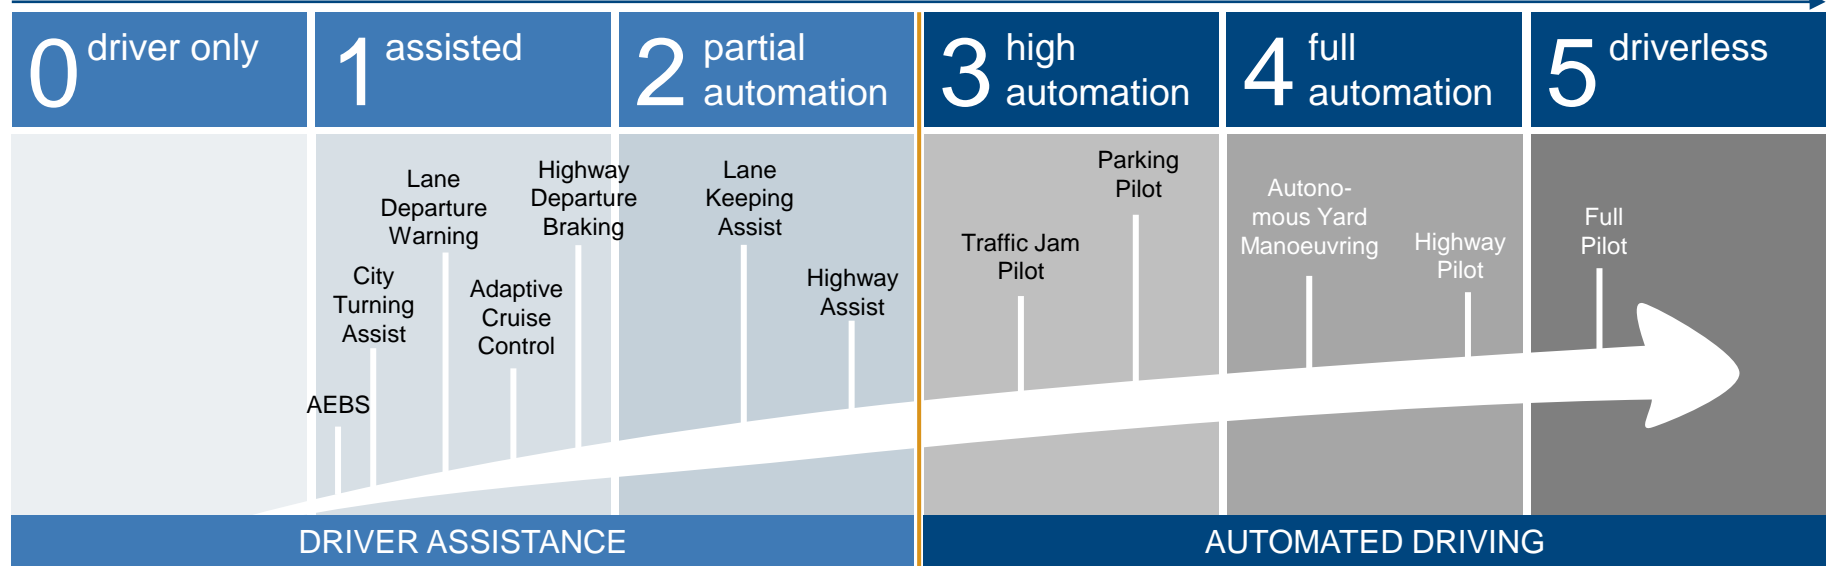 0 driver only
1 assisted
2 partial
automation
3 high
automation
4 full
automation
5 driverless
AEBS
City
Turning
Assist
Lane
Departure
Warning
Adaptive
Cruise
Control
Highway
Departure
Braking
Lane
Keeping
Assist
Highway
Assist
Traffic Jam
Pilot
Parking
Pilot
Autono-
mous Yard
Manoeuvring
Highway
Pilot
Full
Pilot
DRIVER ASSISTANCE
AUTOMATED DRIVING